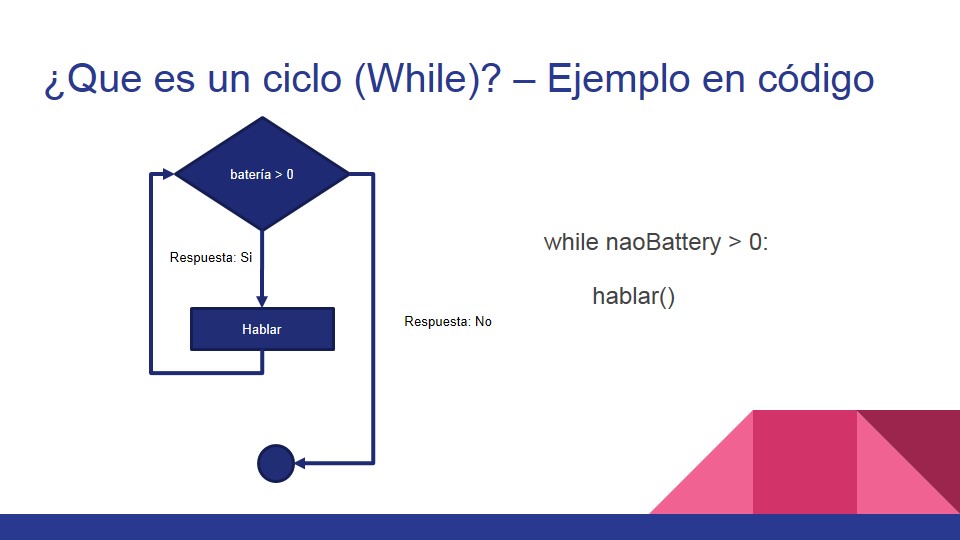 ¿Que es un ciclo (While)? – Ejemplo en código
batería > 0
Respuesta: Si
Hablar
Respuesta: No
while naoBattery > 0:
hablar()